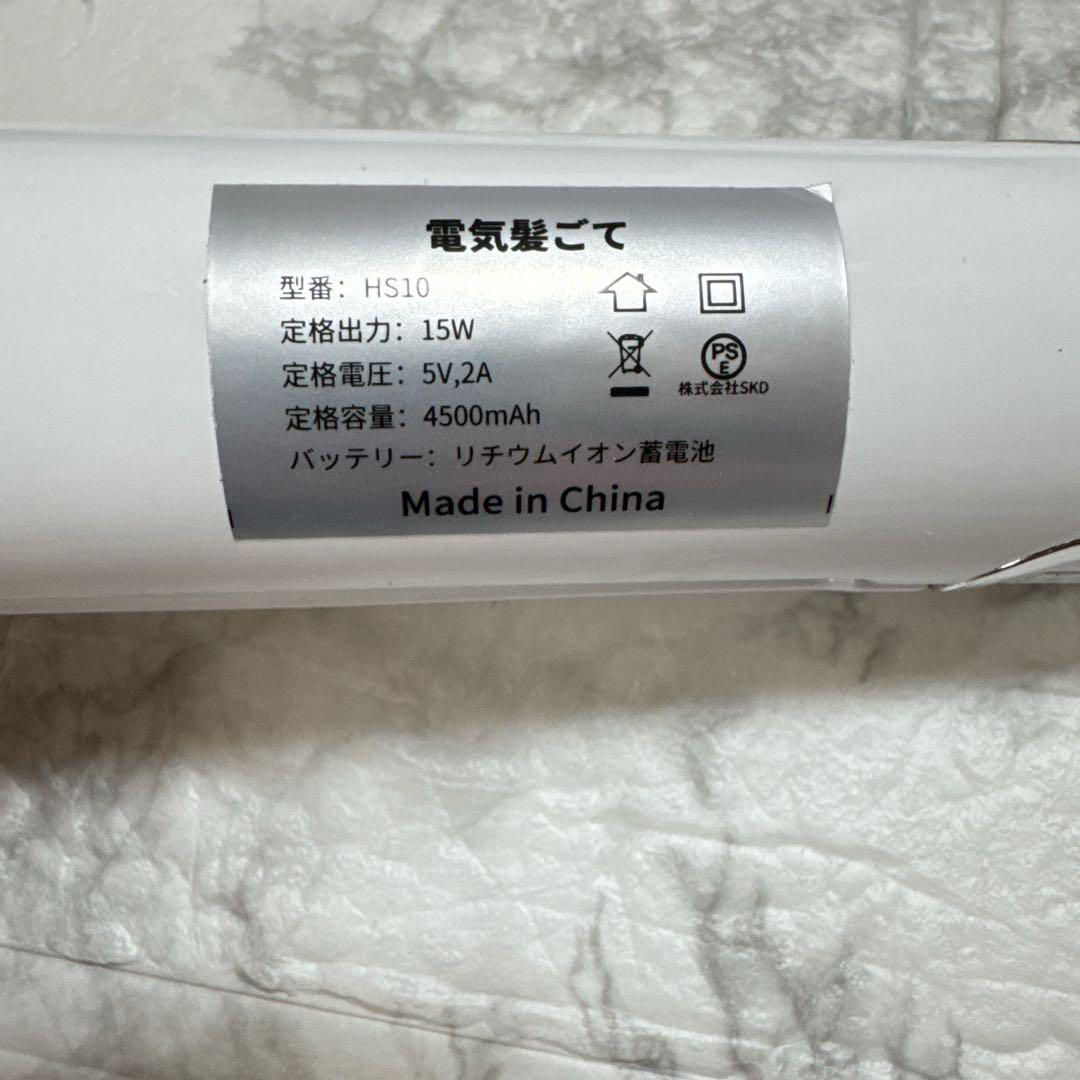 電気髪ごて
型番：HS10
定格出力：15W
定格電圧：5V,2A
定格容量：4500mAh
バッテリー：リチウムイオン蓄電池
Made in China
PS
E
株式会社SKD